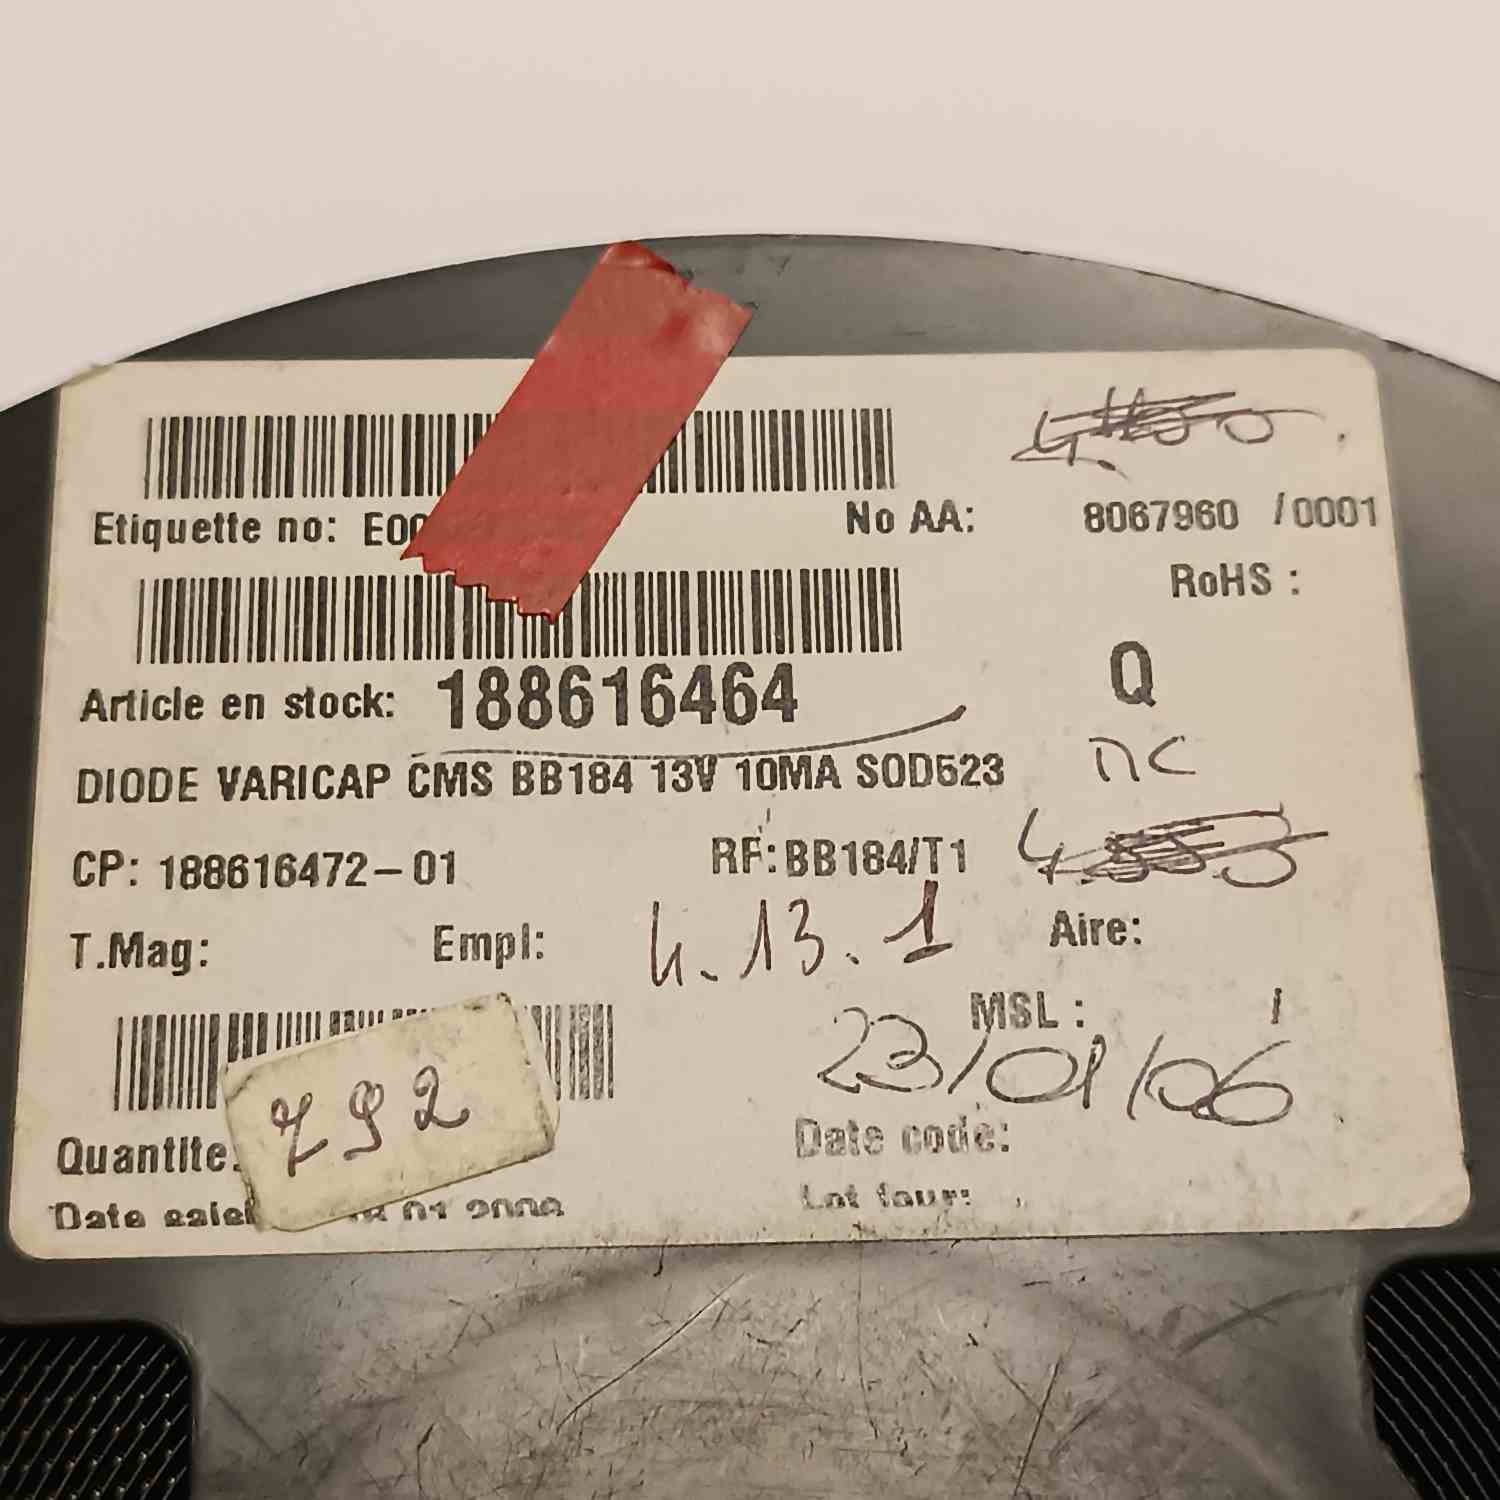 Etiquette no: E00
No AA: 8067960 /0001
RoHS :
Article en stock: 188616464
Q
DIODE VARICAP CMS BB184 13V 10MA SOD523
CP: 188616472-01 RF: BB184/T1
T.Mag: Empl: 4.13.1 Aire:
MSL : /
23/01/06
792
Quantite: Date code:
Lot four: